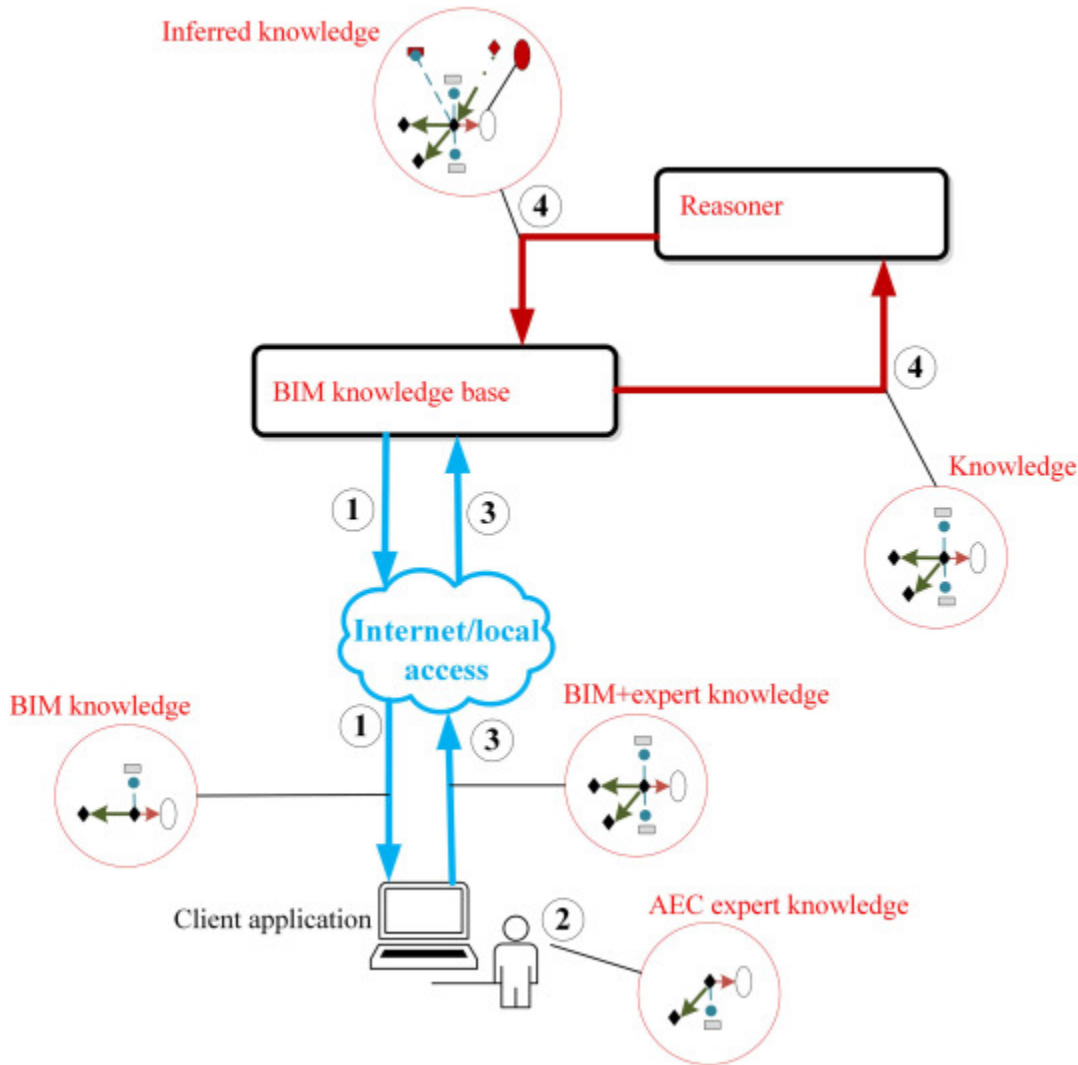 Inferred knowledge
4
Reasoner
BIM knowledge base
4
Knowledge
1
3
Internet/local
access
BIM knowledge
1
3
BIM+expert knowledge
Client application
2
AEC expert knowledge